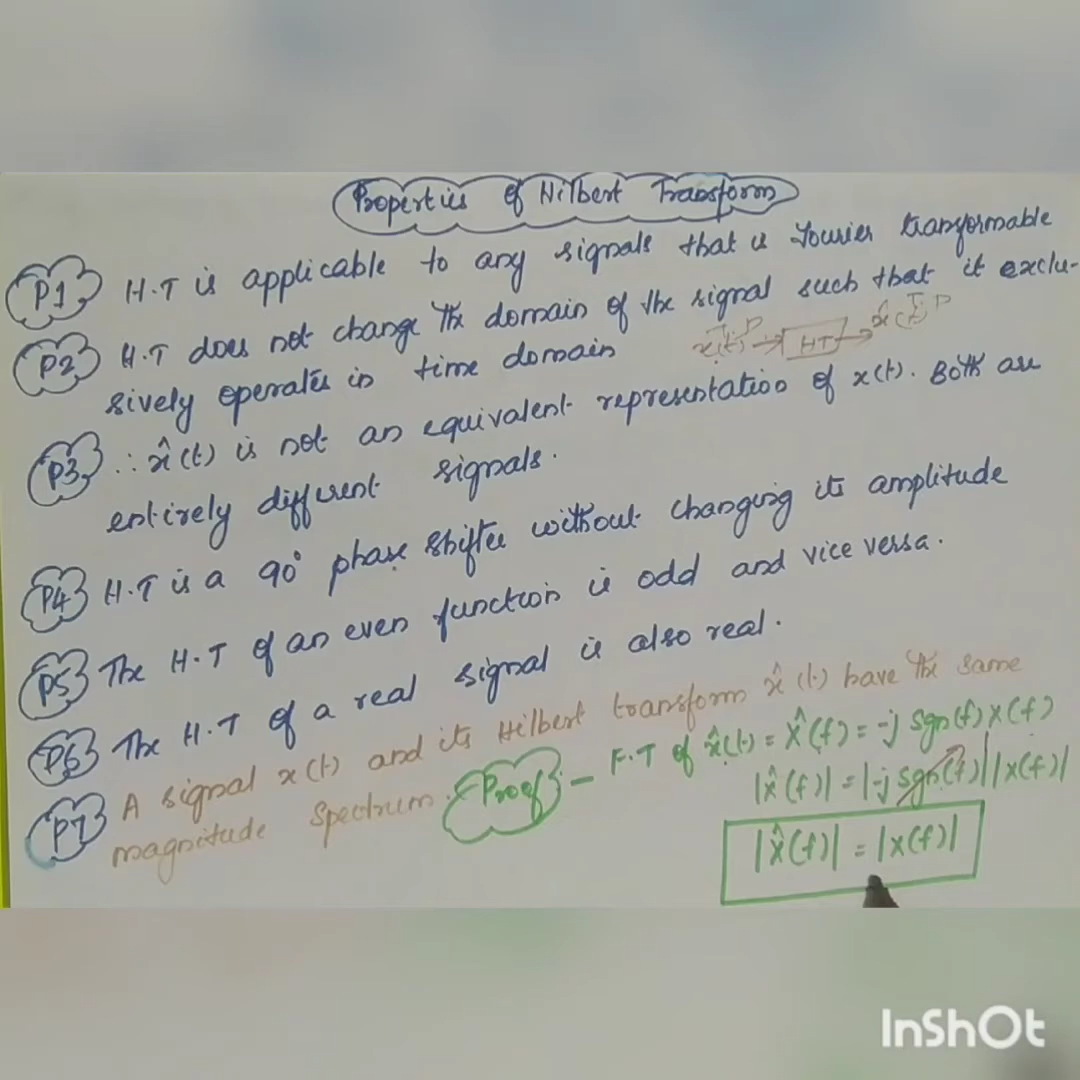 Properties of Hilbert Transform
P1 H.T is applicable to any signals that is fourier transformable
P2 H.T does not change the domain of the signal such that it exclu-
sively operates in time domain
x(t) T.D → HT → x̂(t) T.D
P3 ∴ x̂(t) is not an equivalent representation of x(t). Both are
entirely different signals.
P4 H.T is a 90° phase shifter without changing its amplitude
P5 The H.T of an even function is odd and vice versa.
P6 The H.T of a real signal is also real.
P7 A signal x(t) and its Hilbert transform x̂(t) have the same
magnitude spectrum.
Proof :- F.T of x̂(t) = X̂(f) = -j sgn(f) X(f)
|X̂(f)| = |-j sgn(f)| |X(f)|
|X̂(f)| = |X(f)|
InShOt